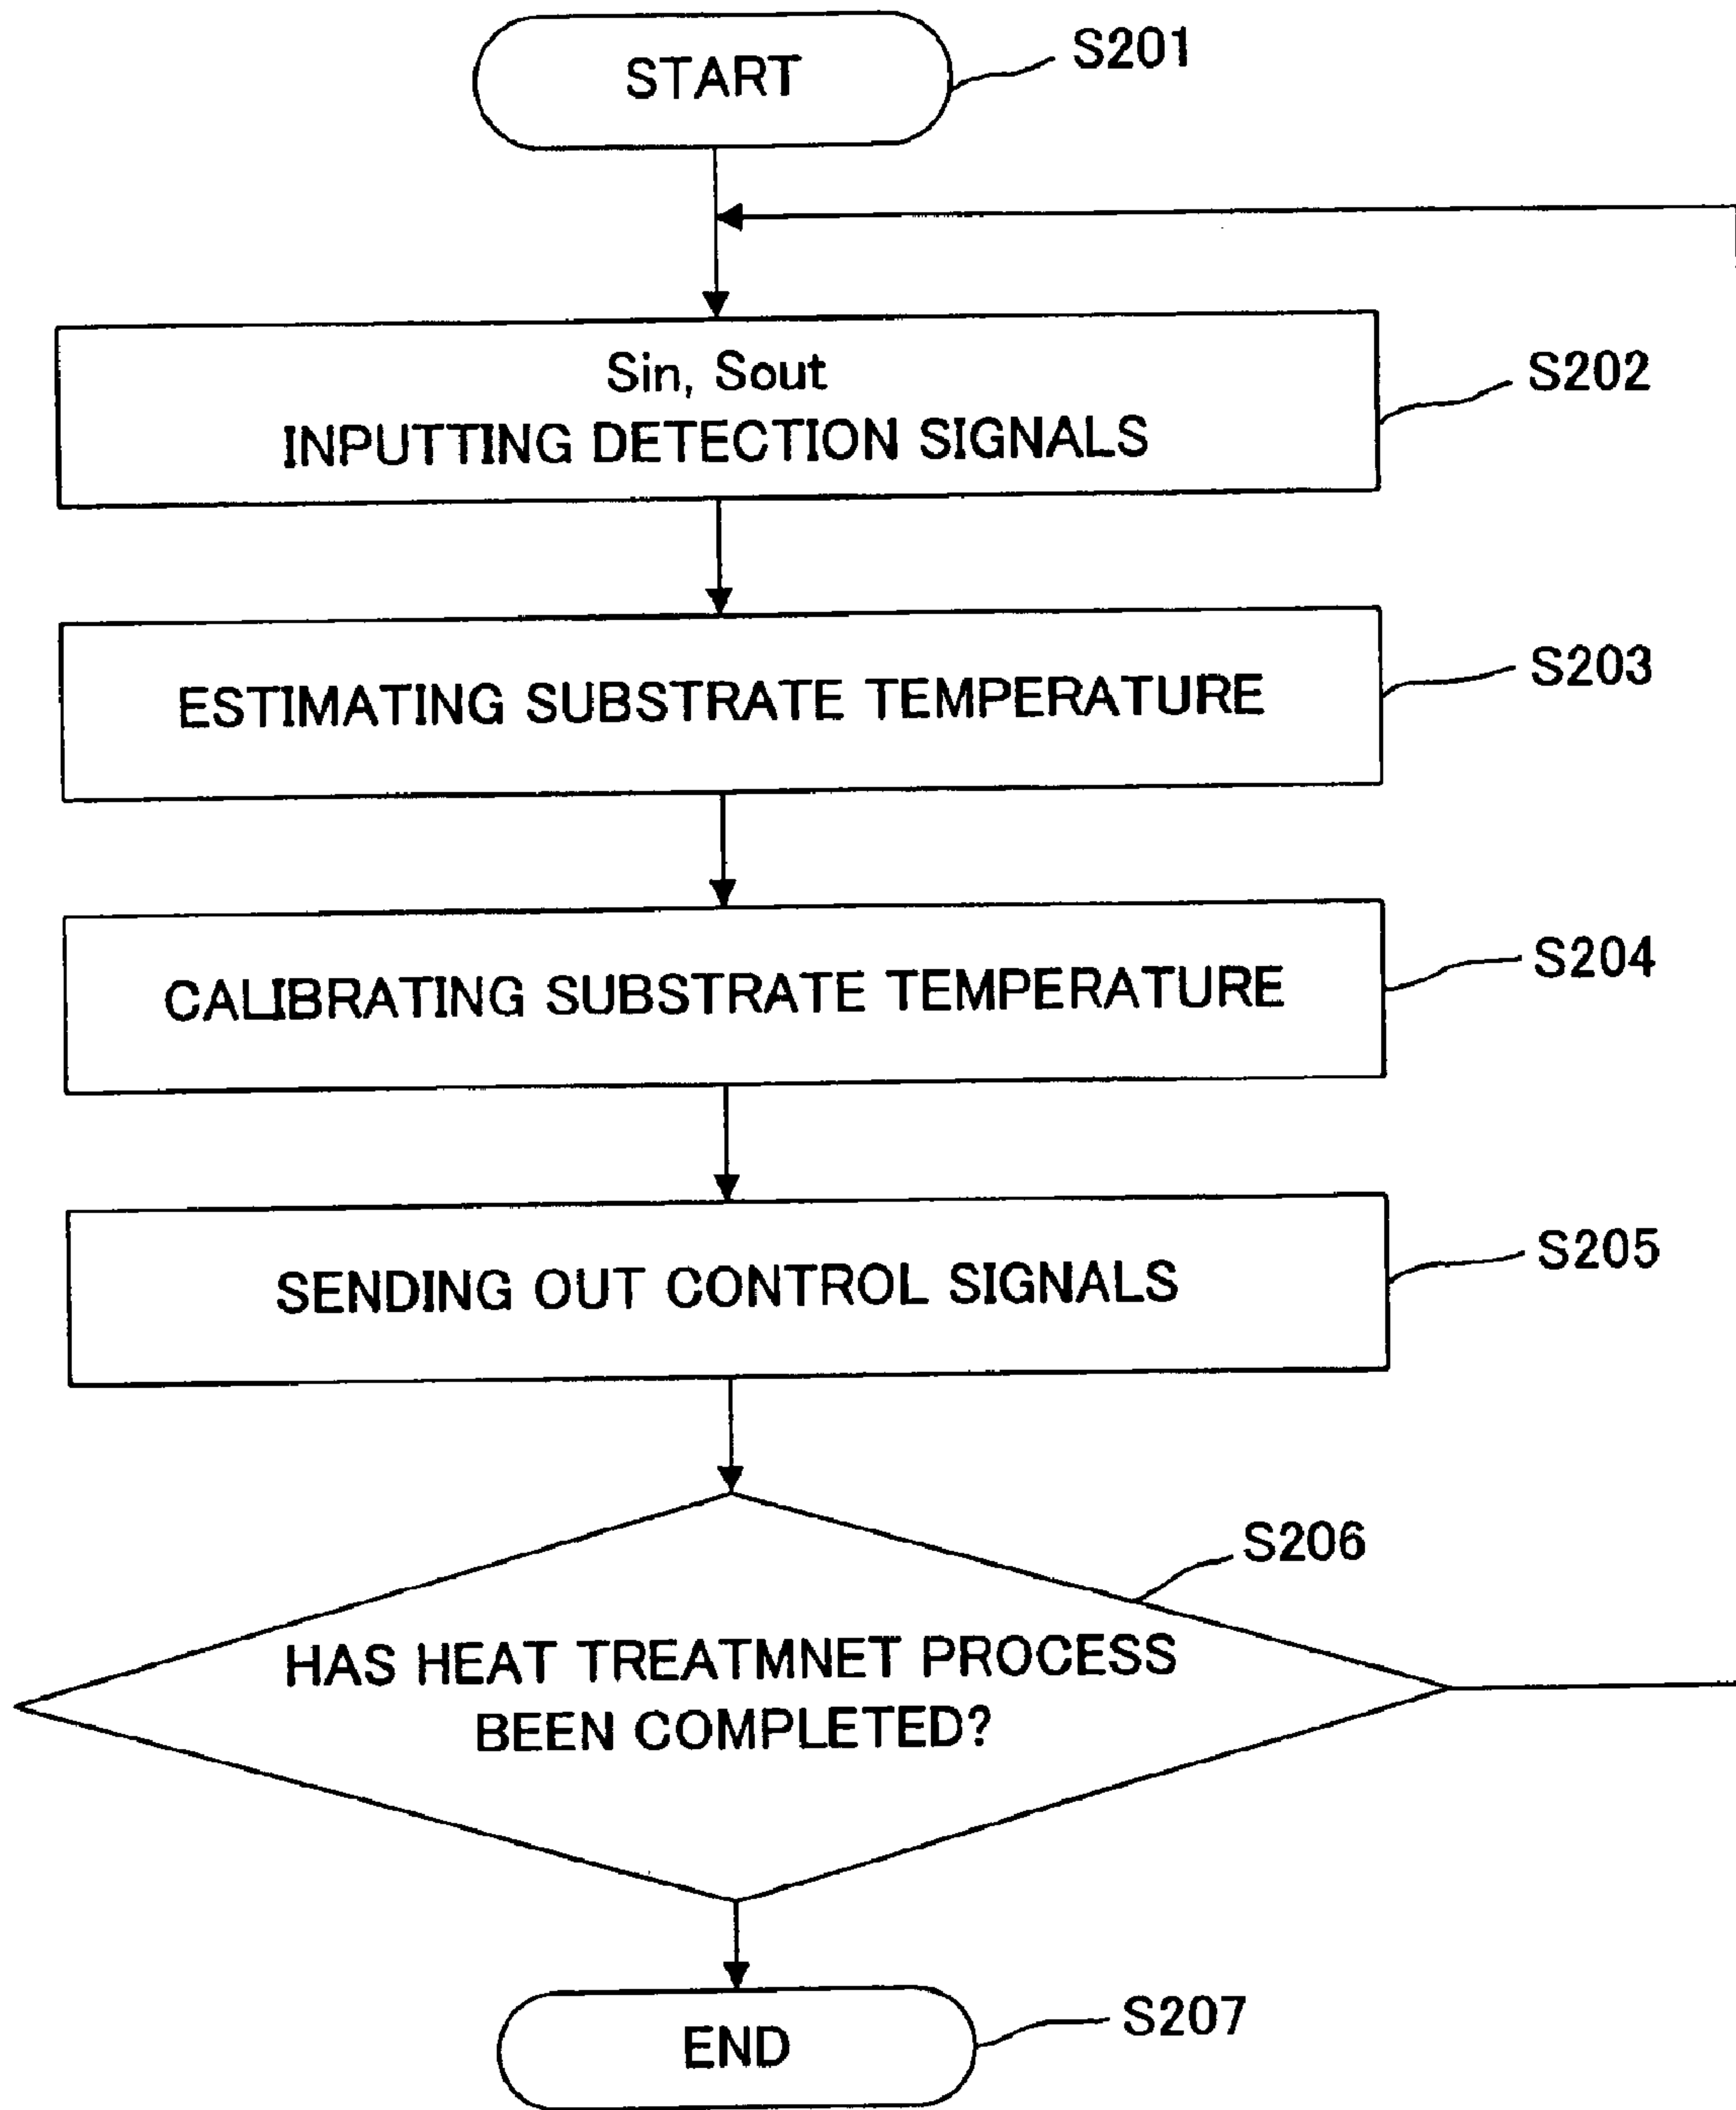 START
S201
Sin, Sout
INPUTTING DETECTION SIGNALS
S202
ESTIMATING SUBSTRATE TEMPERATURE
S203
CALIBRATING SUBSTRATE TEMPERATURE
S204
SENDING OUT CONTROL SIGNALS
S205
S206
HAS HEAT TREATMNET PROCESS
BEEN COMPLETED?
END
S207